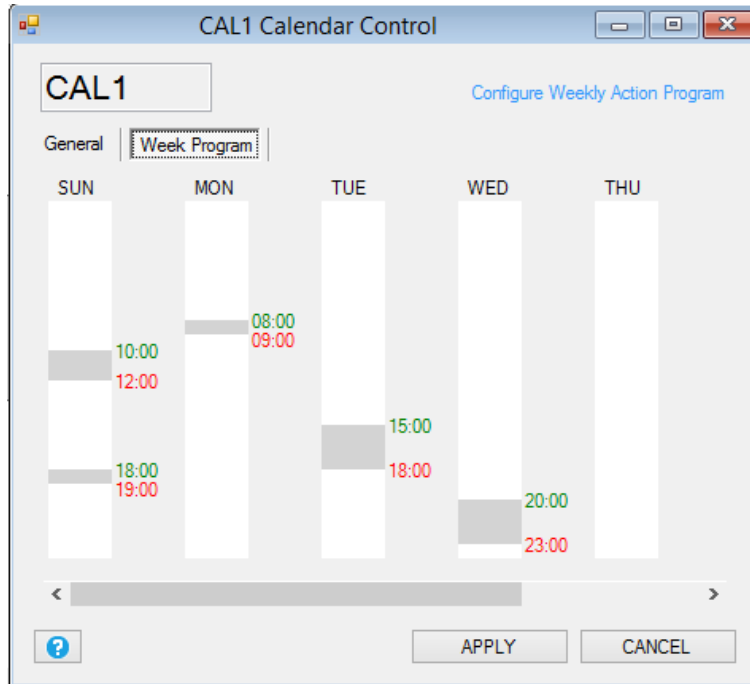 CAL1 Calendar Control
CAL1
Configure Weekly Action Program
General Week Program
SUN MON TUE WED THU
08:00
09:00
10:00
12:00
15:00
18:00
18:00
19:00
20:00
23:00
APPLY CANCEL